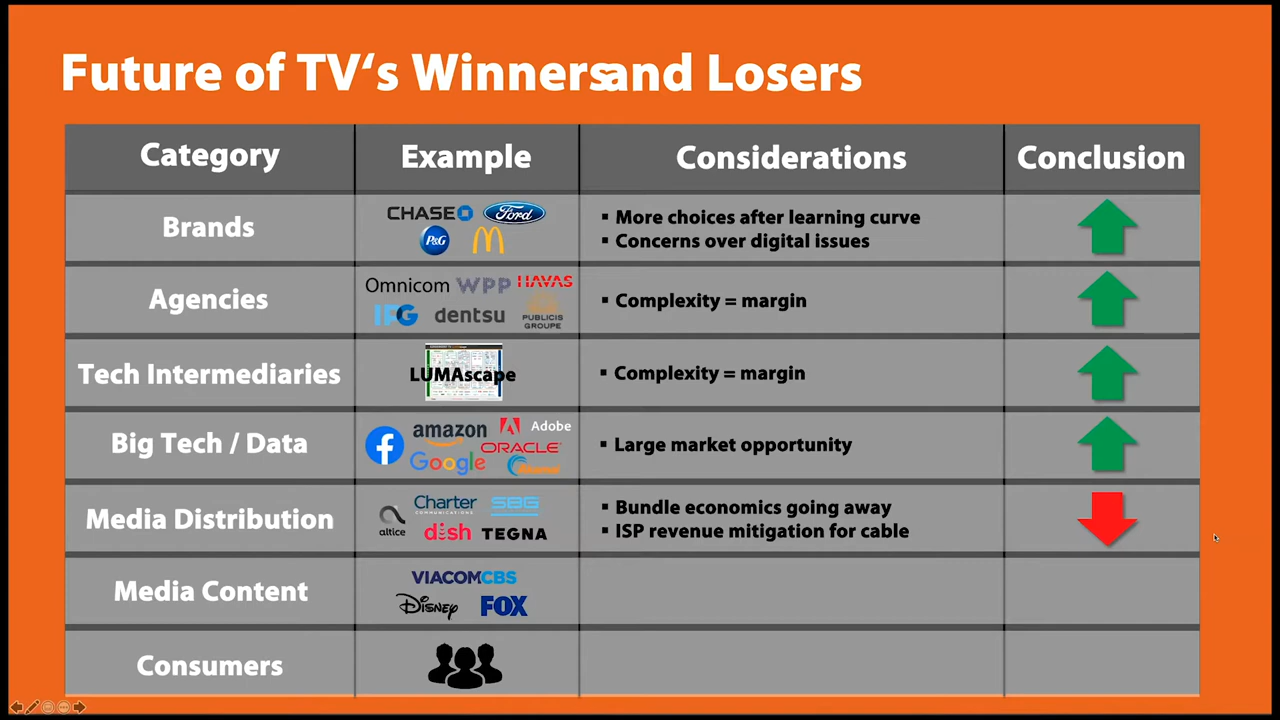 Future of TV‘s Winners and Losers
Category Example Considerations Conclusion
Brands
CHASE Ford
P&G
▪ More choices after learning curve
▪ Concerns over digital issues
Agencies
Omnicom WPP HAVAS
IPG dentsu PUBLICIS
GROUPE
▪ Complexity = margin
Tech Intermediaries
LUMAscape
▪ Complexity = margin
Big Tech / Data
amazon Adobe
ORACLE
Google
▪ Large market opportunity
Media Distribution
Charter SBG
COMMUNICATIONS
altice dish TEGNA
▪ Bundle economics going away
▪ ISP revenue mitigation for cable
Media Content
VIACOMCBS
Disney FOX
Consumers